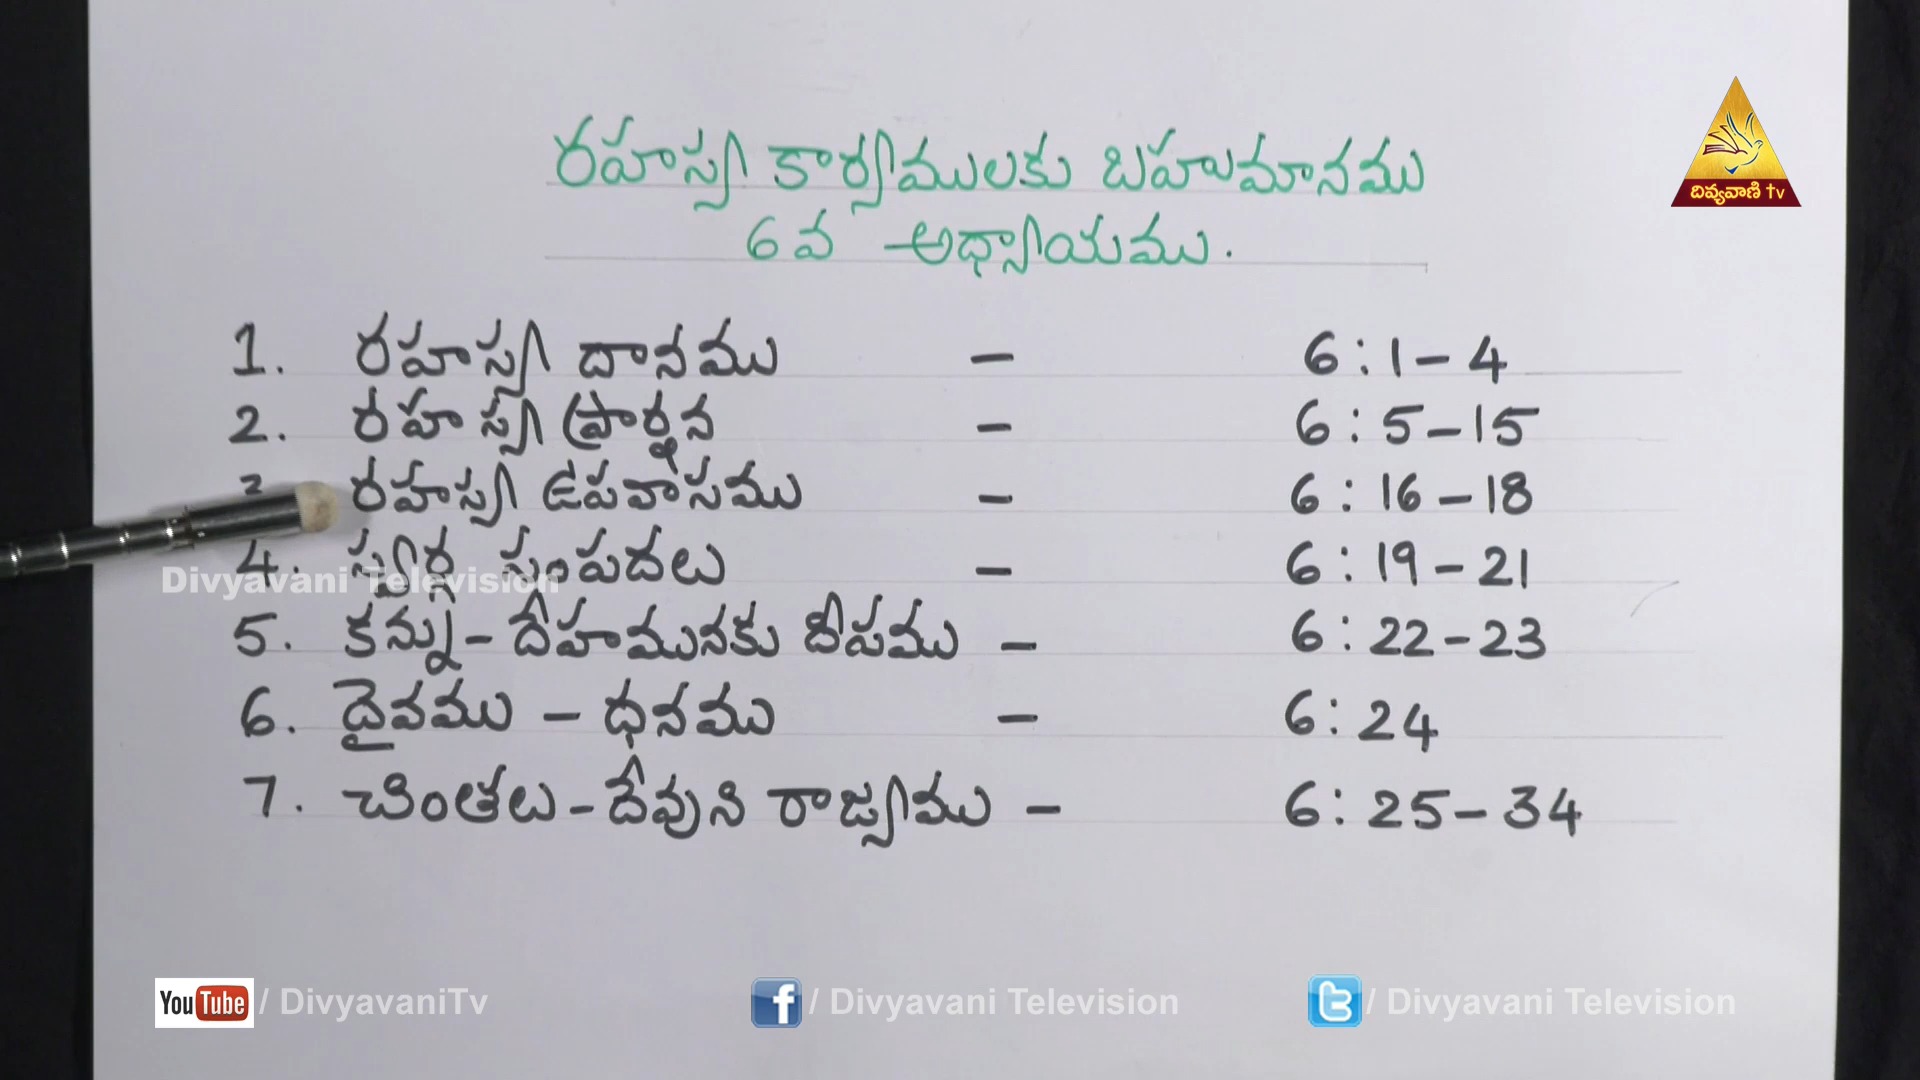 రహస్య కార్యములకు బహుమానము
దివ్యవాణి tv
6వ అధ్యాయము.
1. రహస్య దానము - 6:1-4
2. రహస్య ప్రార్థన - 6:5-15
3 రహస్య ఉపవాసము - 6:16-18
4. స్వర్గ సంపదలు - 6:19-21
Divyavani Television
5. కన్ను - దేహమునకు దీపము - 6:22-23
6. దైవము - ధనము - 6:24
7. చింతలు - దేవుని రాజ్యము - 6:25-34
YouTube / DivyavaniTv f / Divyavani Television t / Divyavani Television